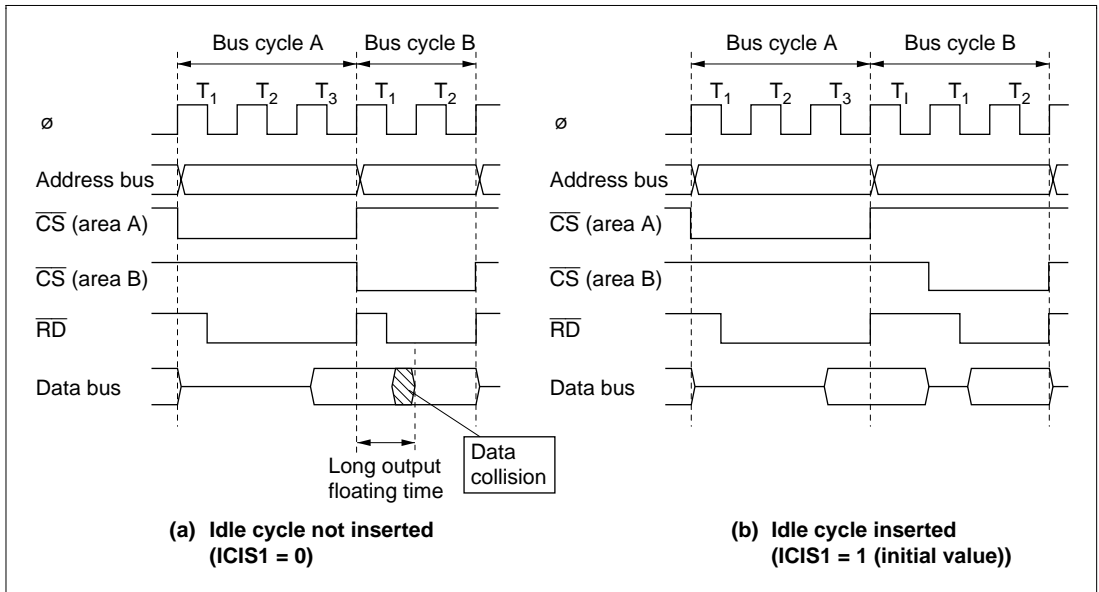 Bus cycle A Bus cycle B
T1 T2 T3 T1 T2
ø
Address bus
CS (area A)
CS (area B)
RD
Data bus
Long output
floating time
Data
collision
(a) Idle cycle not inserted
(ICIS1 = 0)
Bus cycle A Bus cycle B
T1 T2 T3 TI T1 T2
ø
Address bus
CS (area A)
CS (area B)
RD
Data bus
(b) Idle cycle inserted
(ICIS1 = 1 (initial value))